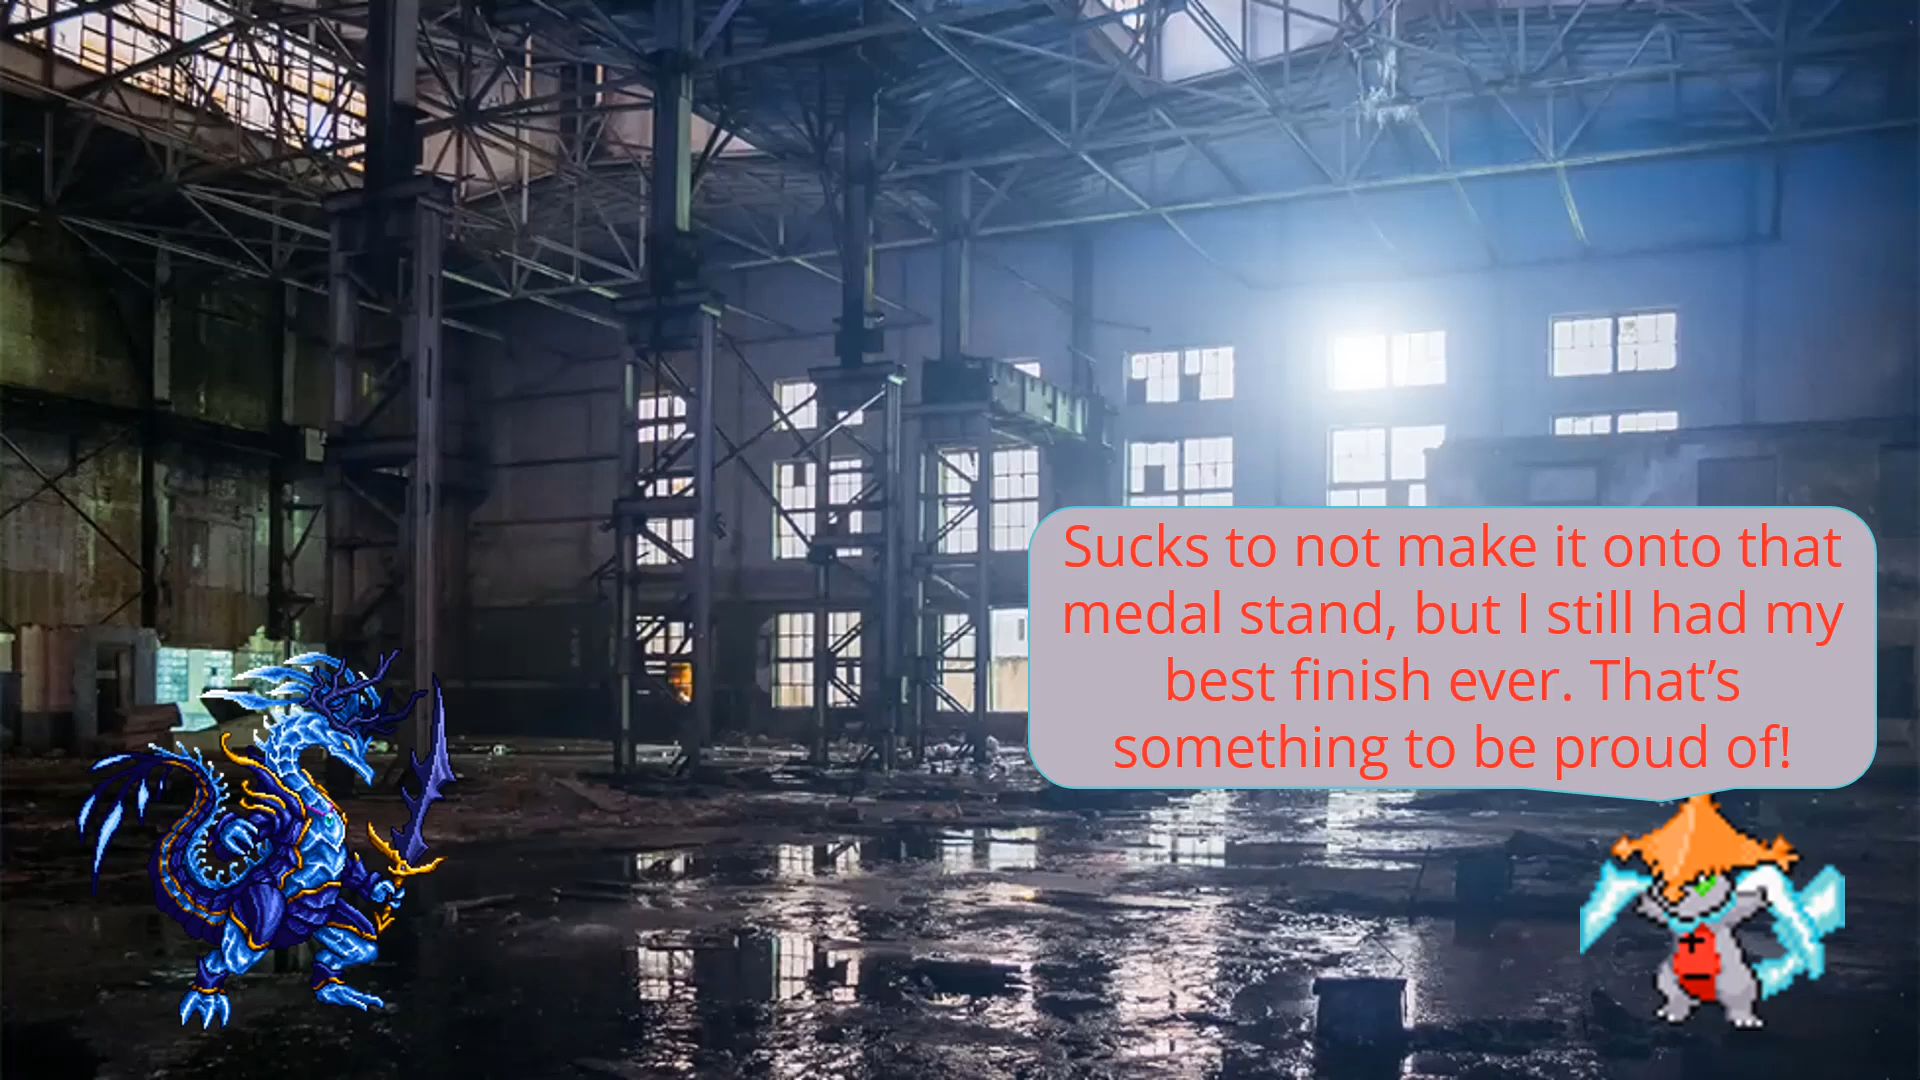 Sucks to not make it onto that
medal stand, but I still had my
best finish ever. That’s
something to be proud of!